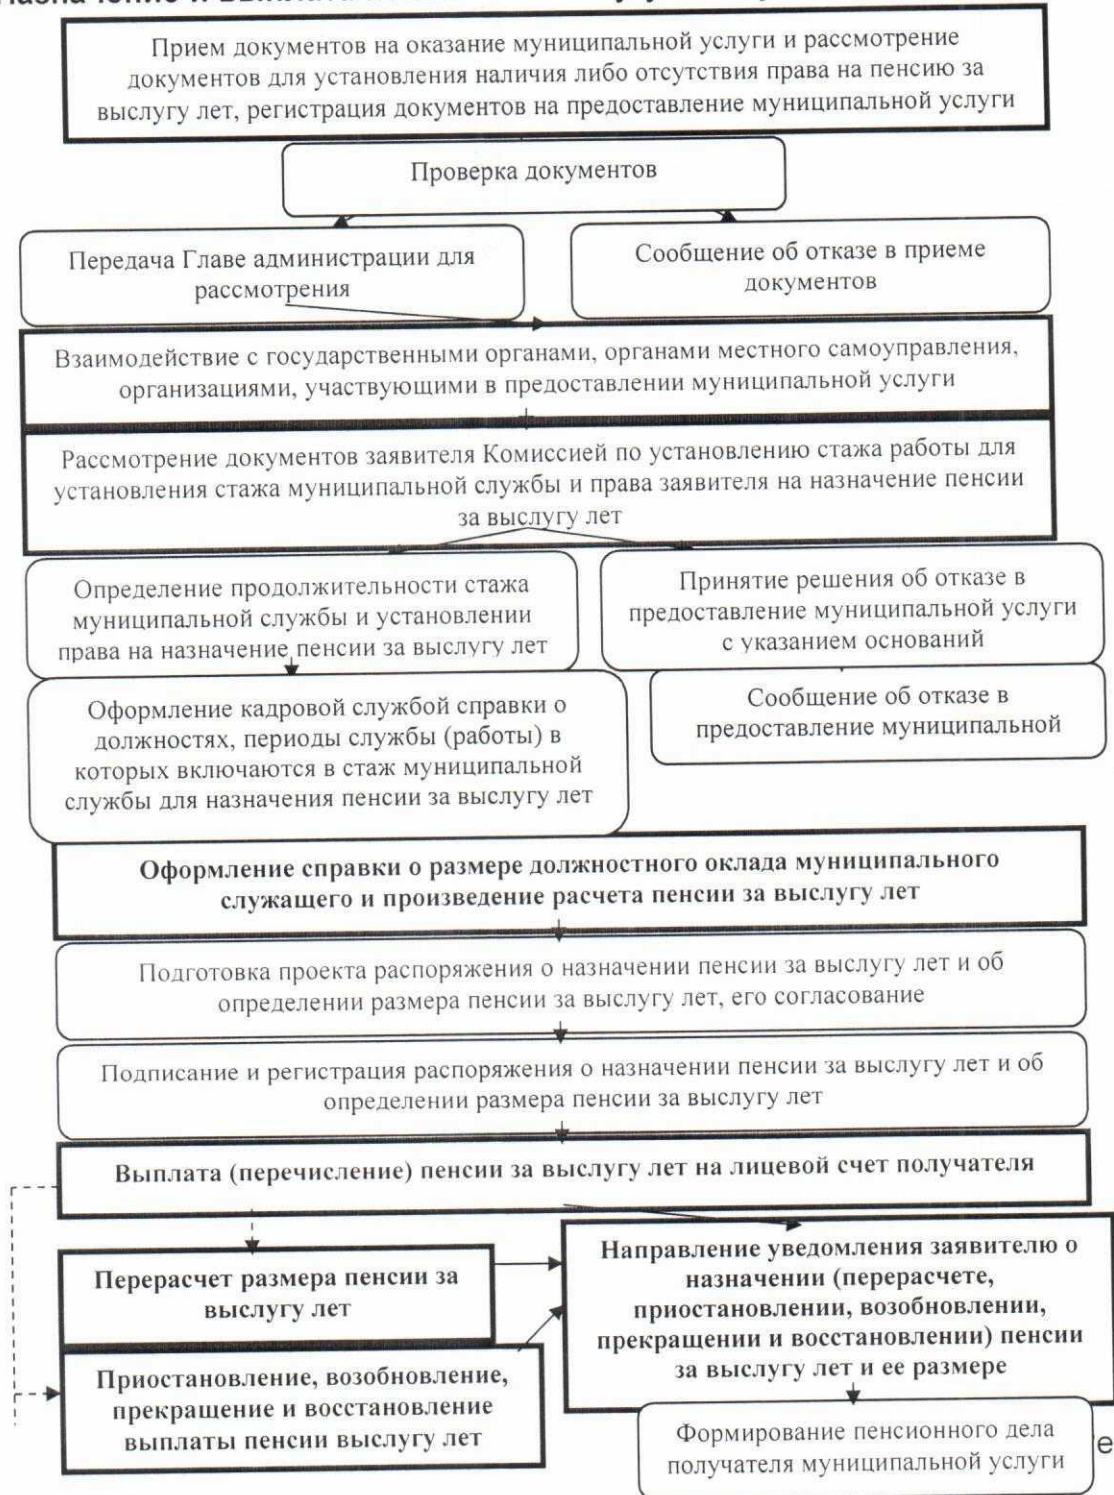 Прием документов на оказание муниципальной услуги и рассмотрение
документов для установления наличия либо отсутствия права на пенсию за
выслугу лет, регистрация документов на предоставление муниципальной услуги
Проверка документов
Передача Главе администрации для
рассмотрения
Сообщение об отказе в приеме
документов
Взаимодействие с государственными органами, органами местного самоуправления,
организациями, участвующими в предоставлении муниципальной услуги
Рассмотрение документов заявителя Комиссией по установлению стажа работы для
установления стажа муниципальной службы и права заявителя на назначение пенсии
за выслугу лет
Определение продолжительности стажа
муниципальной службы и установлении
права на назначение пенсии за выслугу лет
Принятие решения об отказе в
предоставление муниципальной услуги
с указанием оснований
Оформление кадровой службой справки о
должностях, периоды службы (работы) в
которых включаются в стаж муниципальной
службы для назначения пенсии за выслугу лет
Сообщение об отказе в
предоставление муниципальной
Оформление справки о размере должностного оклада муниципального
служащего и произведение расчета пенсии за выслугу лет
Подготовка проекта распоряжения о назначении пенсии за выслугу лет и об
определении размера пенсии за выслугу лет, его согласование
Подписание и регистрация распоряжения о назначении пенсии за выслугу лет и об
определении размера пенсии за выслугу лет
Выплата (перечисление) пенсии за выслугу лет на лицевой счет получателя
Перерасчет размера пенсии за
выслугу лет
Направление уведомления заявителю о
назначении (перерасчете,
приостановлении, возобновлении,
прекращении и восстановлении) пенсии
за выслугу лет и ее размере
Приостановление, возобновление,
прекращение и восстановление
выплаты пенсии выслугу лет
Формирование пенсионного дела
получателя муниципальной услуги